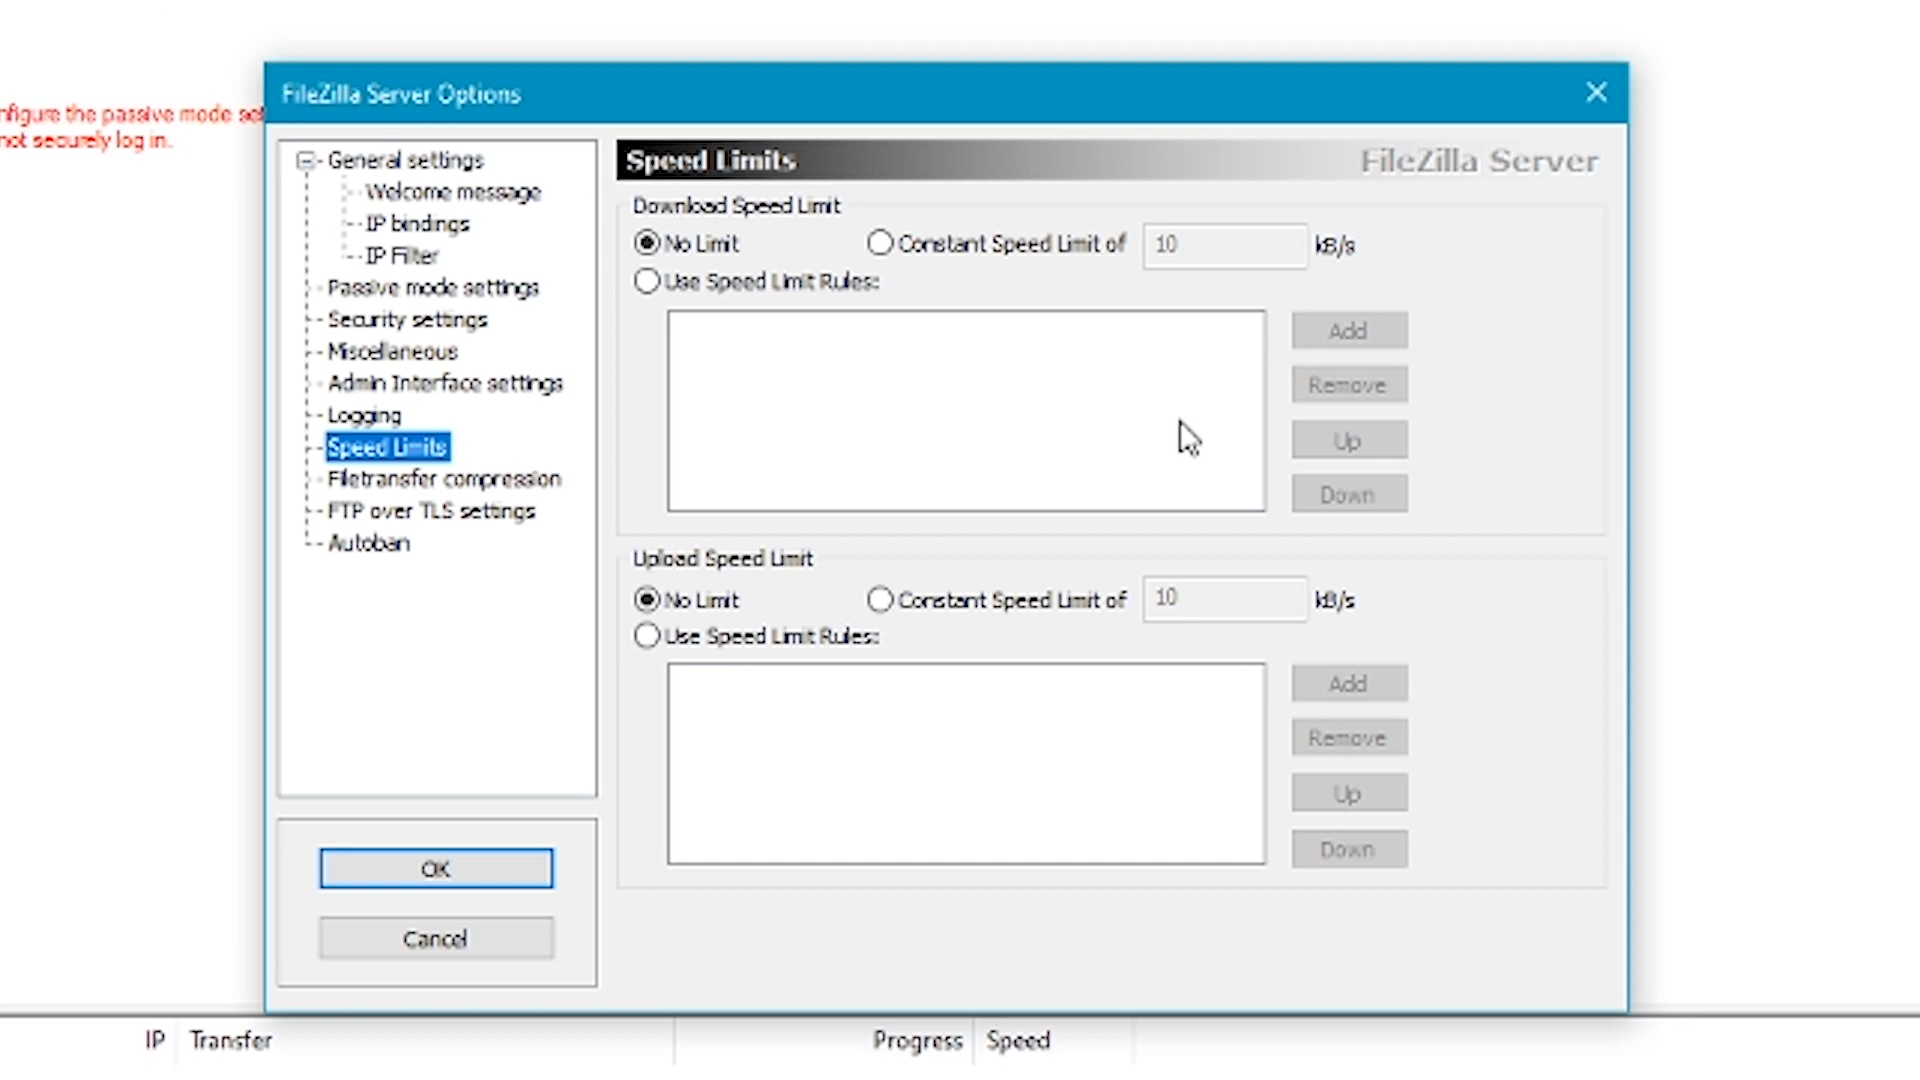 FileZilla Server Options
nfigure the passive mode set
not securely log in.
General settings
Welcome message
IP bindings
IP Filter
Passive mode settings
Security settings
Miscellaneous
Admin Interface settings
Logging
Speed Limits
Filetransfer compression
FTP over TLS settings
Autoban
OK
Cancel
Speed Limits FileZilla Server
Download Speed Limit
No Limit Constant Speed Limit of 10 kB/s
Use Speed Limit Rules:
Add
Remove
Up
Down
Upload Speed Limit
No Limit Constant Speed Limit of 10 kB/s
Use Speed Limit Rules:
Add
Remove
Up
Down
IP Transfer Progress Speed